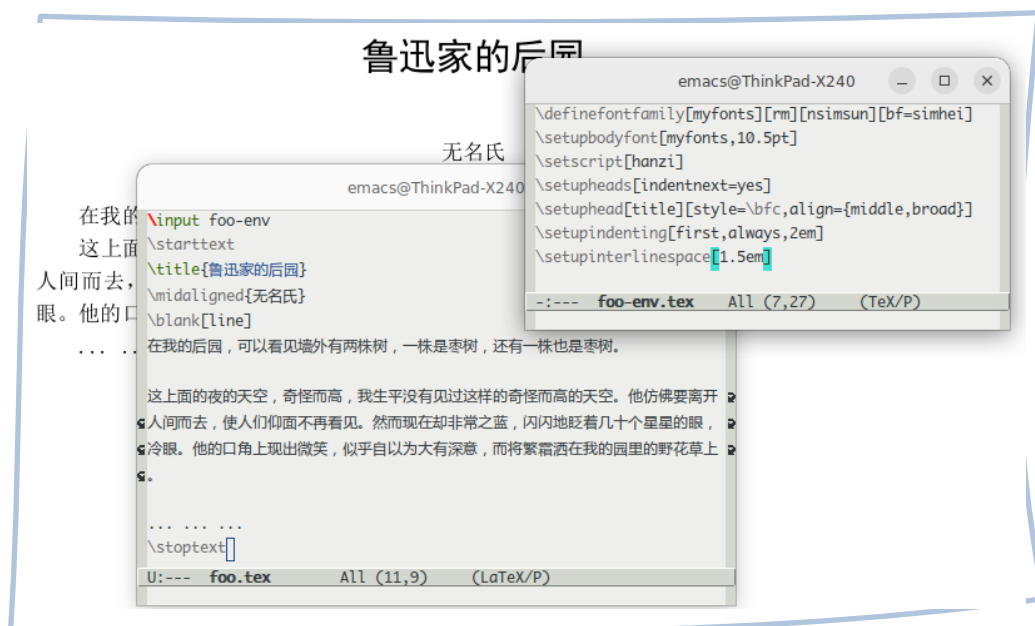 鲁迅家的后园
emacs@ThinkPad-X240
\definefontfamily[myfonts][rm][nsimsun][bf=simhei]
\setupbodyfont[myfonts,10.5pt]
\setscript[hanzi]
\setupheads[indentnext=yes]
\setuphead[title][style=\bfc,align={middle,broad}]
\setupindenting[first,always,2em]
\setupinterlinespace[1.5em]
-:--- foo-env.tex All (7,27) (TeX/P)
无名氏
在我的
这上面
人间而去，
眼。他的口
... ..
emacs@ThinkPad-X240
\input foo-env
\starttext
\title{鲁迅家的后园}
\midaligned{无名氏}
\blank[line]
在我的后园，可以看见墙外有两株树，一株是枣树，还有一株也是枣树。
这上面的夜的天空，奇怪而高，我生平没有见过这样的奇怪而高的天空。他仿佛要离开
人间而去，使人们仰面不再看见。然而现在却非常之蓝，闪闪地眨着几十个星星的眼，
冷眼。他的口角上现出微笑，似乎自以为大有深意，而将繁霜洒在我的园里的野花草上
。
... ... ...
\stoptext
U:--- foo.tex All (11,9) (LaTeX/P)